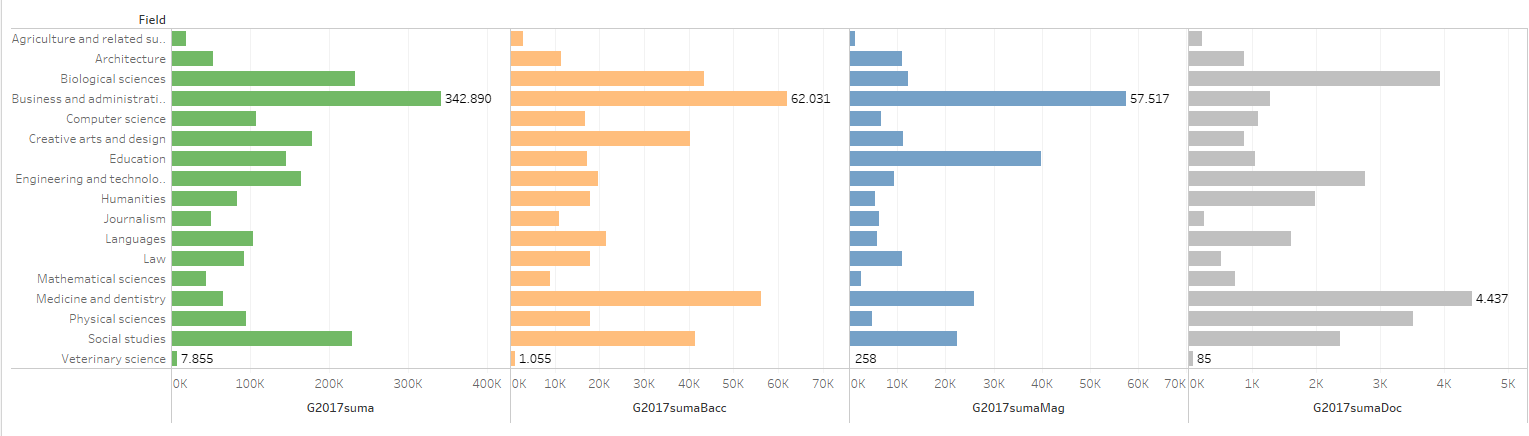 Field
Agriculture and related su..
Architecture
Biological sciences
Business and administrati.. 342.890 62.031 57.517
Computer science
Creative arts and design
Education
Engineering and technolo..
Humanities
Journalism
Languages
Law
Mathematical sciences
Medicine and dentistry 4.437
Physical sciences
Social studies
Veterinary science 7.855 1.055 258 85
0K 100K 200K 300K 400K 0K 10K 20K 30K 40K 50K 60K 70K 0K 10K 20K 30K 40K 50K 60K 70K 0K 1K 2K 3K 4K 5K
G2017suma G2017sumaBacc G2017sumaMag G2017sumaDoc